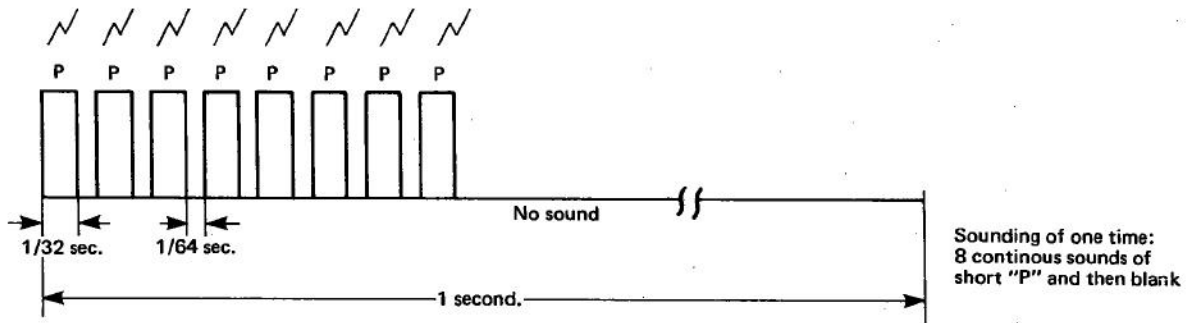 P P P P P P P P
No sound
1/32 sec. 1/64 sec.
Sounding of one time:
8 continous sounds of
short "P" and then blank
1 second.